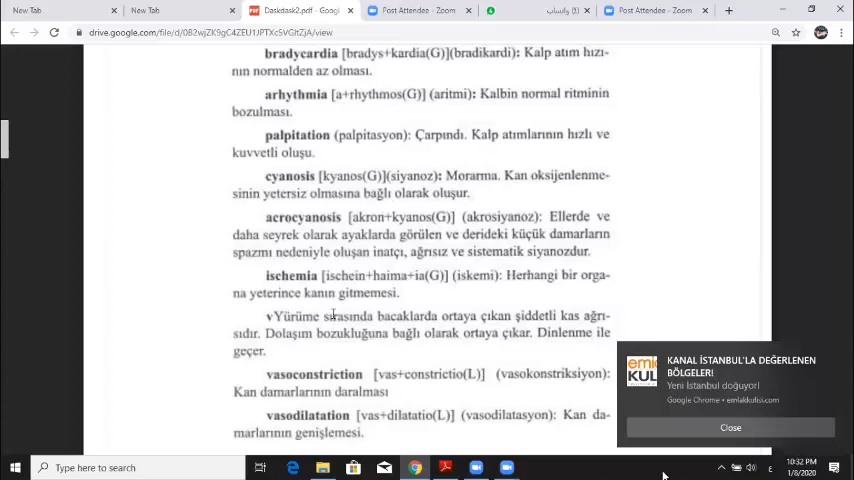 New Tab
New Tab
Daskdask2.pdf - Googl
Post Attendee - Zoom
واتساب (٤)
Post Attendee - Zoom
drive.google.com/file/d/0B2wjZK9gC4ZEU1JPTXc5VGltZjA/view
bradycardia [bradys+kardia(G)](bradikardi): Kalp atım hızı-
nın normalden az olması.
arhythmia [a+rhythmos(G)] (aritmi): Kalbin normal ritminin
bozulması.
palpitation (palpitasyon): Çarpındı. Kalp atımlarının hızlı ve
kuvvetli oluşu.
cyanosis [kyanos(G)](siyanoz): Morarma. Kan oksijenlenme-
sinin yetersiz olmasına bağlı olarak oluşur.
acrocyanosis [akron+kyanos(G)] (akrosiyanoz): Ellerde ve
daha seyrek olarak ayaklarda görülen ve derideki küçük damarların
spazmı nedeniyle oluşan inatçı, ağrısız ve sistematik siyanozdur.
ischemia [ischein+haima+ia(G)] (iskemi): Herhangi bir orga-
na yeterince kanın gitmemesi.
vYürüme sırasında bacaklarda ortaya çıkan şiddetli kas ağrı-
sıdır. Dolaşım bozukluğuna bağlı olarak ortaya çıkar. Dinlenme ile
geçer.
vasoconstriction [vas+constrictio(L)] (vasokonstriksiyon):
Kan damarlarının daralması
vasodilatation [vas+dilatatio(L)] (vasodilatasyon): Kan da-
marlarının genişlemesi.
emla
KUL
KANAL İSTANBUL'LA DEĞERLENEN
BÖLGELER!
Yeni İstanbul doğuyor!
Google Chrome • emlakkulisi.com
Close
Type here to search
ع
10:32 PM
1/8/2020